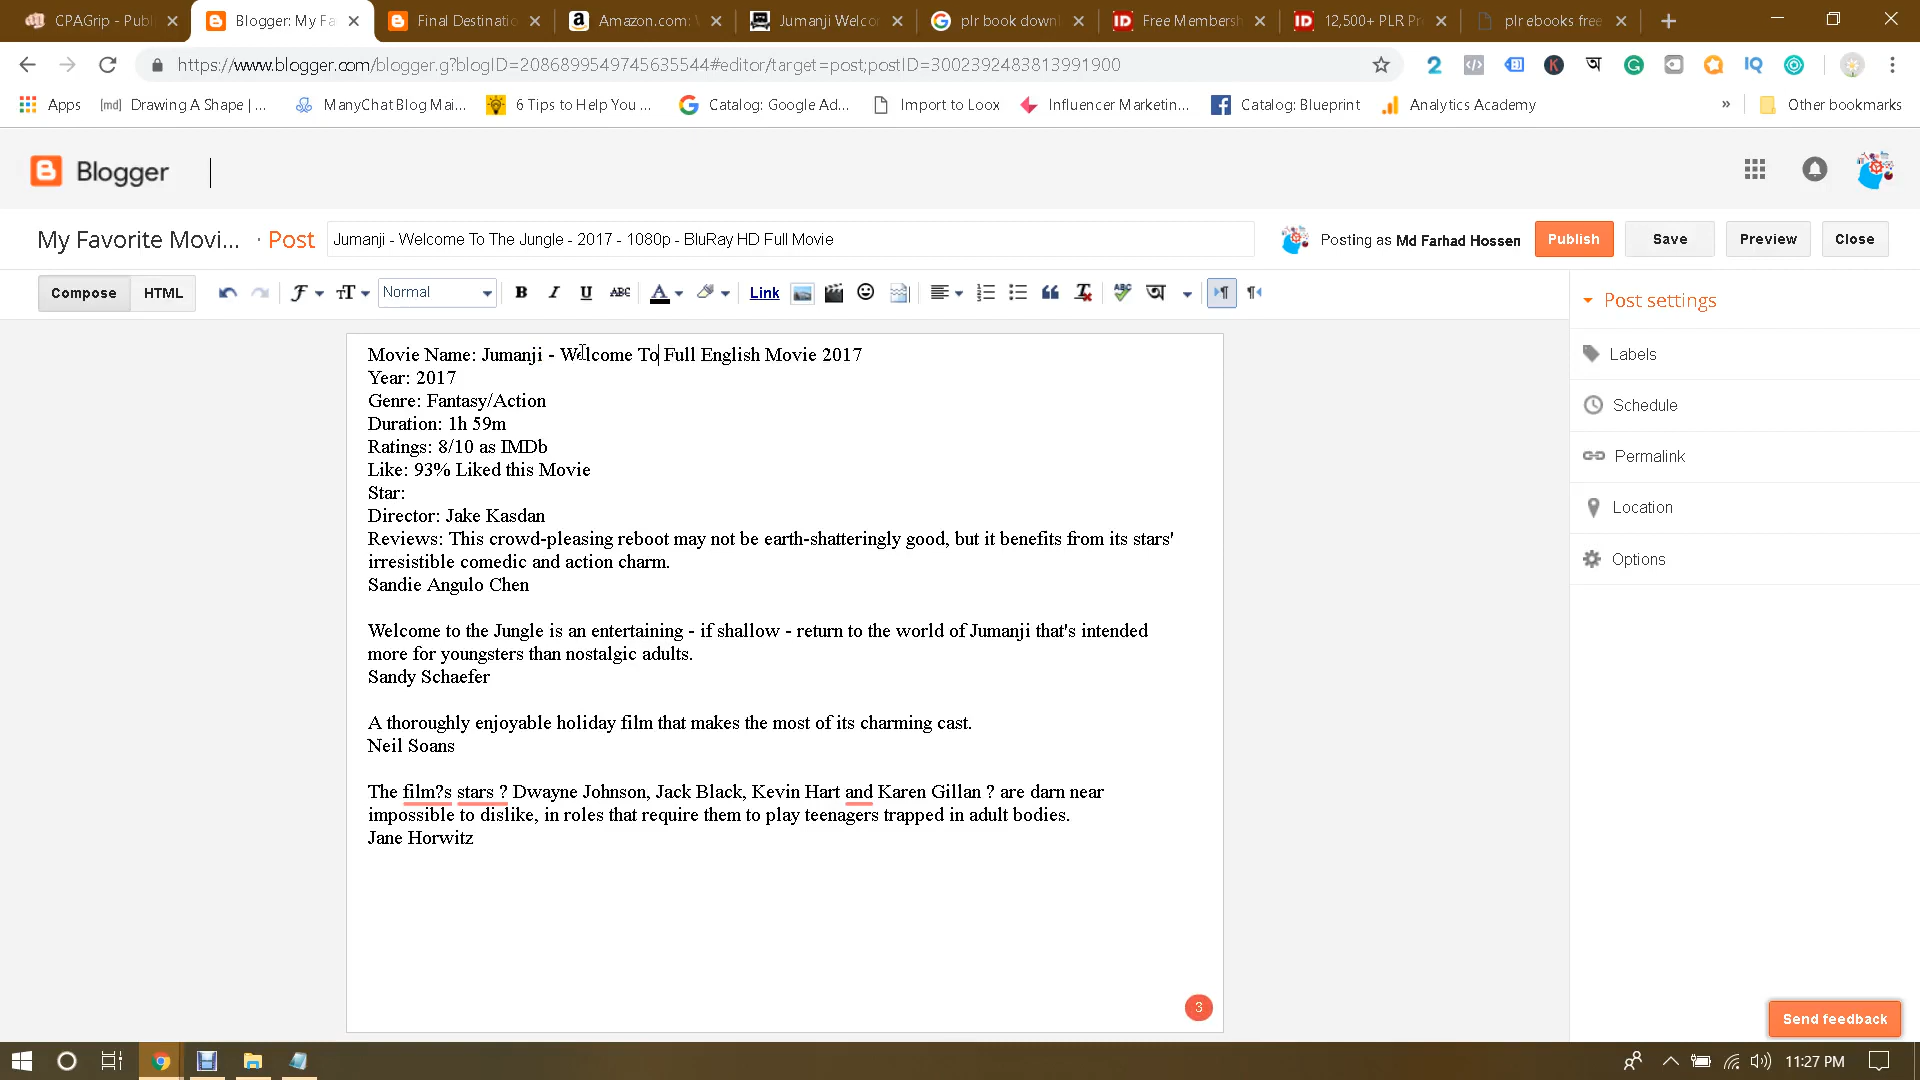 CPAGrip - Publ
Blogger: My Fa
Final Destinatio
Amazon.com: W
Jumanji Welco
plr book down
Free Membersh
12,500+ PLR Pr
plr ebooks free
https://www.blogger.com/blogger.g?blogID=2086899549745635544#editor/target=post;postID=3002392483813991900
Apps
Drawing A Shape | ...
ManyChat Blog Mai...
6 Tips to Help You ...
Catalog: Google Ad...
Import to Loox
Influencer Marketin...
Catalog: Blueprint
Analytics Academy
»
Other bookmarks
Blogger
My Favorite Movi... · Post
Jumanji - Welcome To The Jungle - 2017 - 1080p - BluRay HD Full Movie
Posting as Md Farhad Hossen
Publish
Save
Preview
Close
Compose
HTML
Normal
Link
Post settings
Labels
Schedule
Permalink
Location
Options
Movie Name: Jumanji - Welcome To Full English Movie 2017
Year: 2017
Genre: Fantasy/Action
Duration: 1h 59m
Ratings: 8/10 as IMDb
Like: 93% Liked this Movie
Star:
Director: Jake Kasdan
Reviews: This crowd-pleasing reboot may not be earth-shatteringly good, but it benefits from its stars'
irresistible comedic and action charm.
Sandie Angulo Chen
Welcome to the Jungle is an entertaining - if shallow - return to the world of Jumanji that's intended
more for youngsters than nostalgic adults.
Sandy Schaefer
A thoroughly enjoyable holiday film that makes the most of its charming cast.
Neil Soans
The film?s stars ? Dwayne Johnson, Jack Black, Kevin Hart and Karen Gillan ? are darn near
impossible to dislike, in roles that require them to play teenagers trapped in adult bodies.
Jane Horwitz
3
Send feedback
11:27 PM